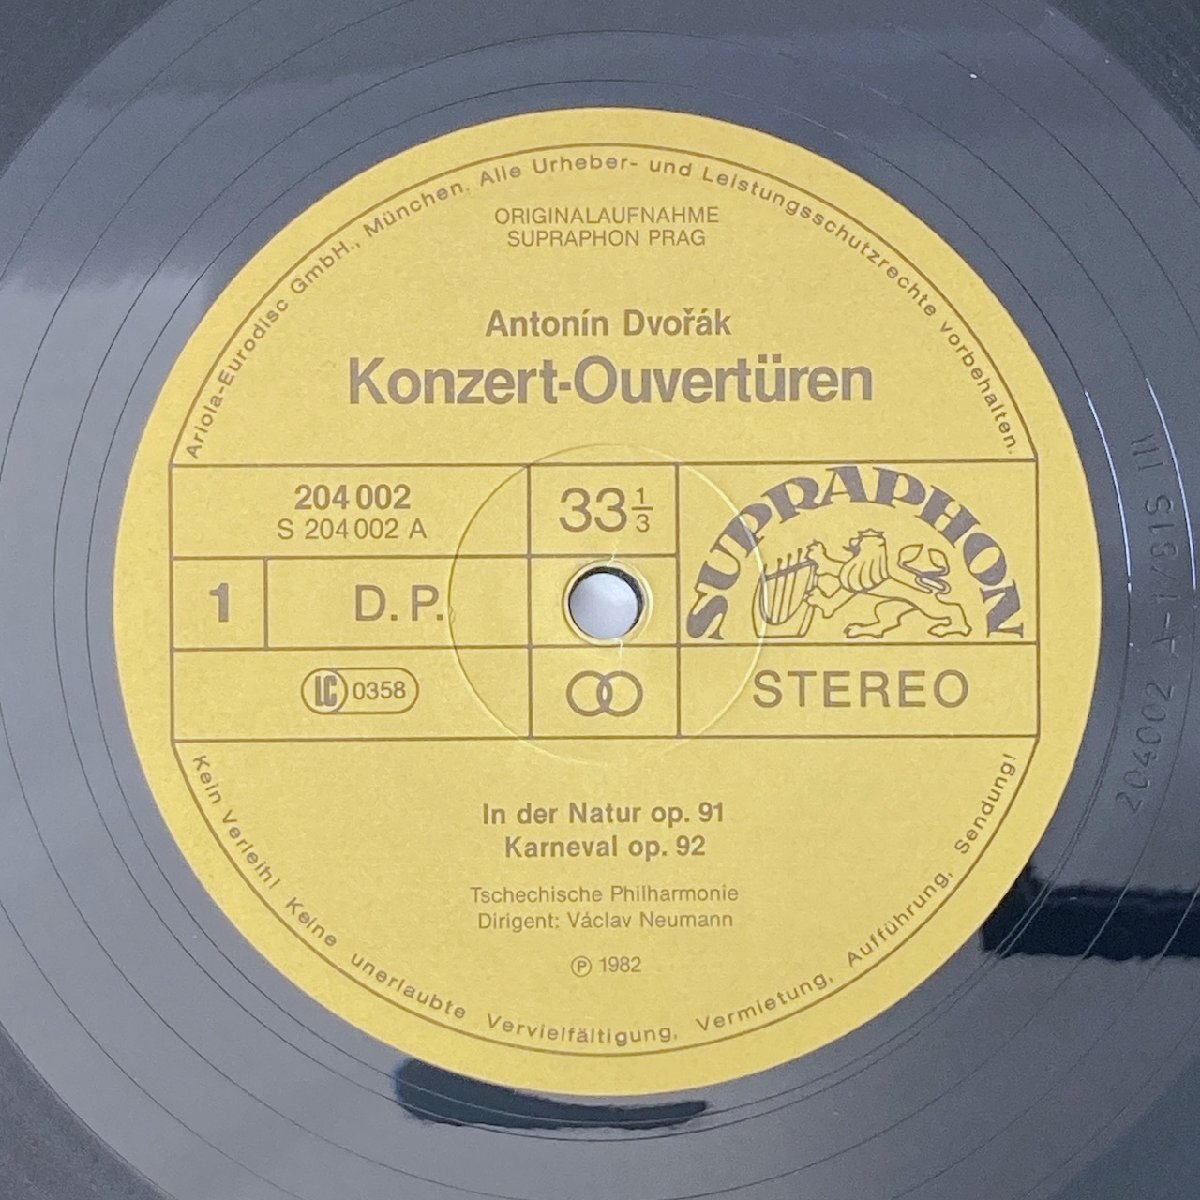 Ariola-Eurodisc GmbH., München. Alle Urheber- und Leistungsschutzrechte vorbehalten.
ORIGINALAUFNAHME
SUPRAPHON PRAG
Antonín Dvořák
Konzert-Ouvertüren
204 002
S 204 002 A
33 1/3
SUPRAPHON
1
D. P.
LC 0358
STEREO
In der Natur op. 91
Karneval op. 92
Tschechische Philharmonie
Dirigent: Václav Neumann
Ⓟ 1982
Kein Verleih! Keine unerlaubte Vervielfältigung, Vermietung, Aufführung, Sendung!
204002 A-1/81S III